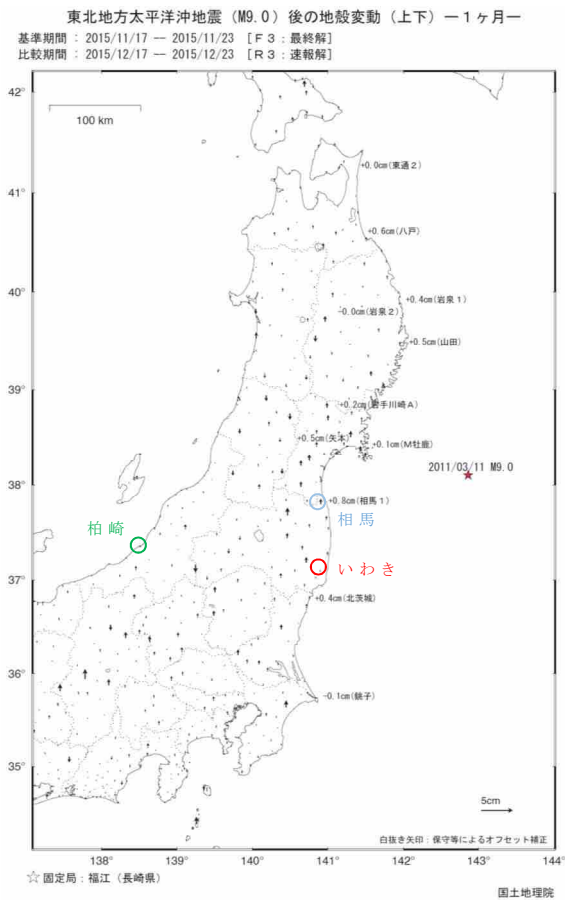 東北地方太平洋沖地震（M9.0）後の地殻変動（上下）－1ヶ月－
基準期間 : 2015/11/17 -- 2015/11/23 [F3 : 最終解]
比較期間 : 2015/12/17 -- 2015/12/23 [R3 : 速報解]
42°
100 km
+0.0cm(東通2)
41°
+0.6cm(八戸)
40°
+0.4cm(岩泉1)
-0.0cm(岩泉2)
+0.5cm(山田)
39°
+0.2cm(岩手川崎A)
+0.5cm(矢本)
-0.1cm(M牡鹿)
2011/03/11 M9.0
38°
+0.8cm(相馬1)
相馬
柏崎
いわき
37°
+0.4cm(北茨城)
36°
-0.1cm(銚子)
35°
5cm
白抜き矢印：保守等によるオフセット補正
138° 139° 140° 141° 142° 143° 144°
☆ 固定局：福江（長崎県）
国土地理院